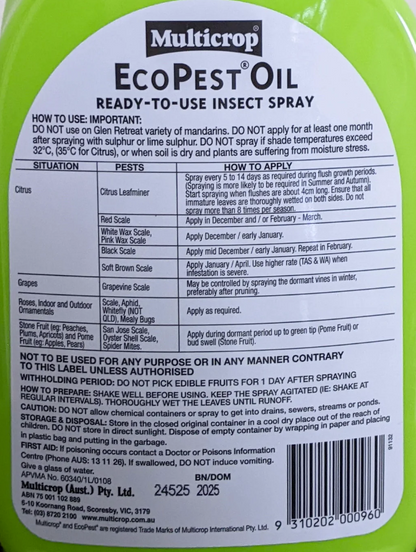 Multicrop®
ECOPEST® OIL
READY-TO-USE INSECT SPRAY
HOW TO USE: IMPORTANT:
DO NOT use on Glen Retreat variety of mandarins. DO NOT apply for at least one month
after spraying with sulphur or lime sulphur. DO NOT spray if shade temperatures exceed
32°C, (35°C for Citrus), or when soil is dry and plants are suffering from moisture stress.
SITUATION PESTS HOW TO APPLY
Citrus
Citrus Leafminer
Spray every 5 to 14 days as required during flush growth periods.
(Spraying is more likely to be required in Summer and Autumn).
Start spraying when flushes are about 4cm long. Ensure that all
immature leaves are thoroughly wetted on both sides. Do not
spray more than 8 times per season.
Red Scale Apply in December and / or February - March.
White Wax Scale,
Pink Wax Scale
Apply December / early January.
Black Scale Apply mid December / early January. Repeat in February.
Soft Brown Scale
Apply January / April. Use higher rate (TAS & WA) when
infestation is severe.
Grapes Grapevine Scale
May be controlled by spraying the dormant vines in winter,
preferably after pruning.
Roses, Indoor and Outdoor
Ornamentals
Scale, Aphid,
Whitefly (NOT
QLD), Mealy Bugs
Apply as required.
Stone Fruit (eg: Peaches,
Plums, Apricots) and Pome
Fruit (eg: Apples, Pears)
San Jose Scale,
Oyster Shell Scale,
Spider Mites.
Apply during dormant period up to green tip (Pome Fruit) or
bud swell (Stone Fruit).
NOT TO BE USED FOR ANY PURPOSE OR IN ANY MANNER CONTRARY
TO THIS LABEL UNLESS AUTHORISED
WITHHOLDING PERIOD: DO NOT PICK EDIBLE FRUITS FOR 1 DAY AFTER SPRAYING
HOW TO PREPARE: SHAKE WELL BEFORE USING. KEEP THE SPRAY AGITATED (IE: SHAKE AT
REGULAR INTERVALS). THOROUGHLY WET THE LEAVES UNTIL RUNOFF.
CAUTION: DO NOT allow chemical containers or spray to get into drains, sewers, streams or ponds.
STORAGE & DISPOSAL: Store in the closed original container in a cool dry place out of the reach of
children. DO NOT store in direct sunlight. Dispose of empty container by wrapping in paper and placing
in plastic bag and putting in the garbage.
FIRST AID: If poisoning occurs contact a Doctor or Poisons Information
Centre (Phone AUS: 13 11 26). If swallowed, DO NOT induce vomiting.
Give a glass of water.
APVMA No. 60340/1L/0108
BN/DOM
Multicrop (Aust.) Pty. Ltd. 24525 2025
ABN 75 001 102 889
6-10 Koornang Road, Scoresby, VIC, 3179
Tel: (03) 8720 2100 www.multicrop.com.au
Multicrop® and EcoPest® are registered Trade Marks of Multicrop International Pty. Ltd.
9 310202 000960